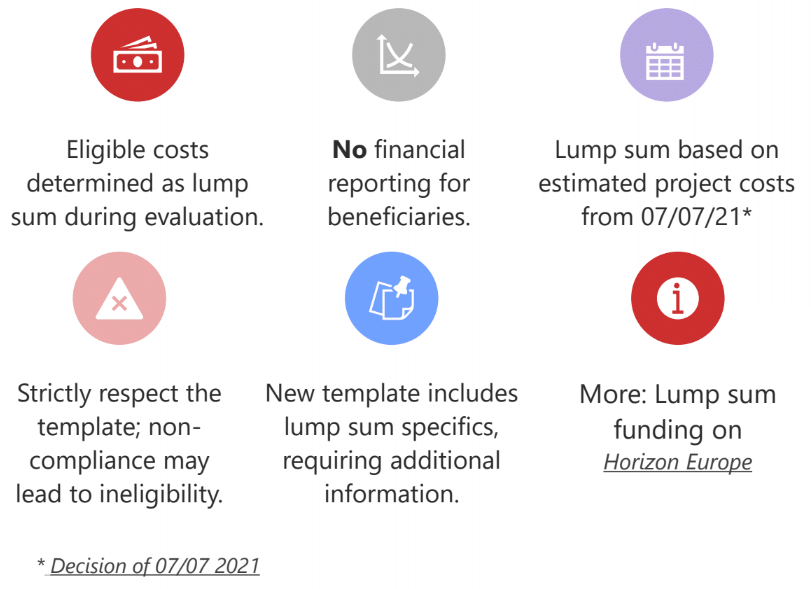 Eligible costs
determined as lump
sum during evaluation.
No financial
reporting for
beneficiaries.
Lump sum based on
estimated project costs
from 07/07/21*
Strictly respect the
template; non-
compliance may
lead to ineligibility.
New template includes
lump sum specifics,
requiring additional
information.
More: Lump sum
funding on
Horizon Europe
* Decision of 07/07 2021